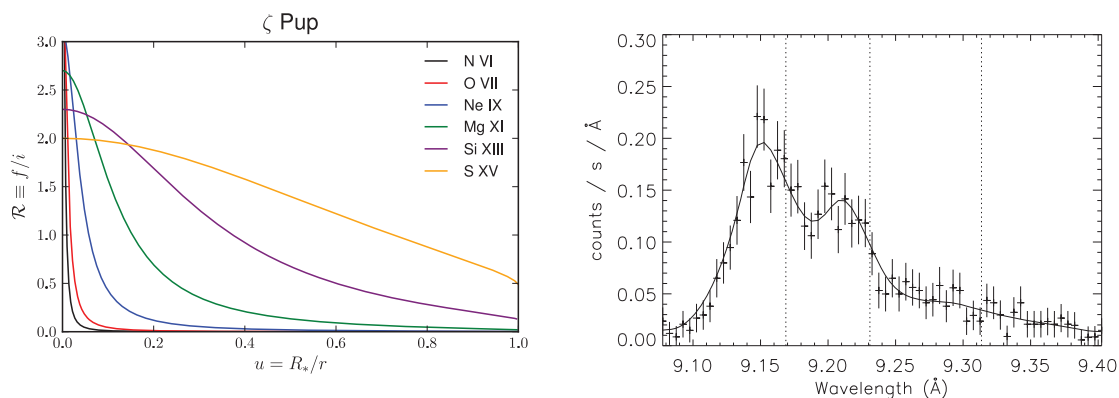 ζ Pup
3.0
2.5
2.0
1.5
1.0
0.5
0.0
ℛ ≡ f/i
0.0 0.2 0.4 0.6 0.8 1.0
u = R*/r
N VI
O VII
Ne IX
Mg XI
Si XIII
S XV
0.30
0.25
0.20
0.15
0.10
0.05
0.00
counts / s / Å
9.10 9.15 9.20 9.25 9.30 9.35 9.40
Wavelength (Å)